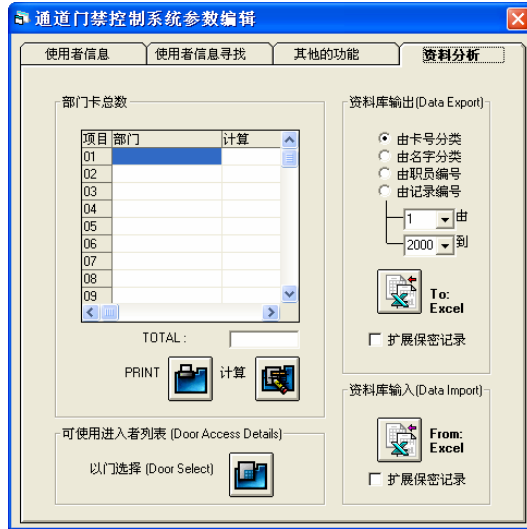 通道门禁控制系统参数编辑
使用者信息 使用者信息寻找 其他的功能 资料分析
部门卡总数
项目 部门 计算
01
02
03
04
05
06
07
08
09
TOTAL :
PRINT 计算
可使用进入者列表 (Door Access Details)
以门选择 (Door Select)
资料库输出(Data Export)
由卡号分类
由名字分类
由职员编号
由记录编号
1 由
2000 到
To:
Excel
扩展保密记录
资料库输入(Data Import)
From:
Excel
扩展保密记录